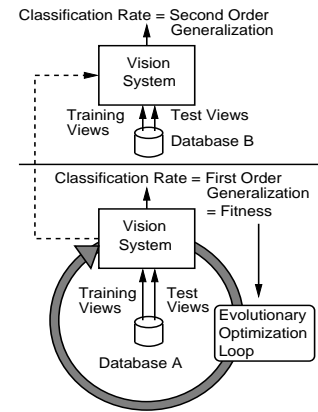 Classification Rate = Second Order
Generalization
Vision
System
Training
Views
Test Views
Database B
Classification Rate = First Order
Generalization
= Fitness
Vision
System
Training
Views
Test
Views
Database A
Evolutionary
Optimization
Loop